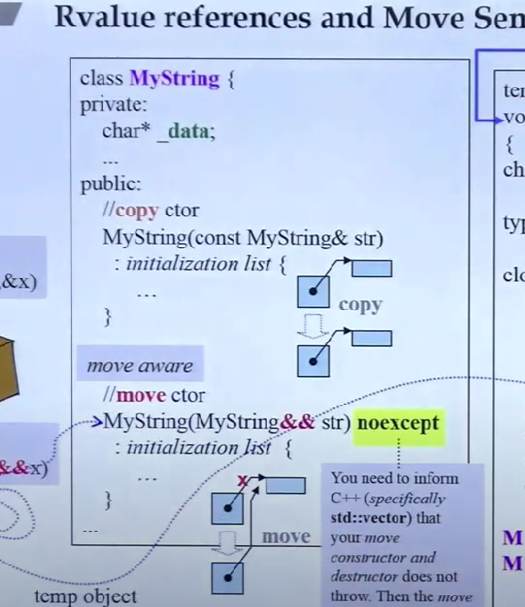 Rvalue references and Move Sem
class MyString {
private:
char* _data;
...
public:
//copy ctor
MyString(const MyString& str)
: initialization list {
...
}
copy
&x)
move aware
//move ctor
MyString(MyString&& str) noexcept
: initialization list {
...
}
&&x)
...
move
You need to inform
C++ (specifically
std::vector) that
your move
constructor and
destructor does not
throw. Then the move
temp object
ter
vo
{
ch
typ
clo
M
M